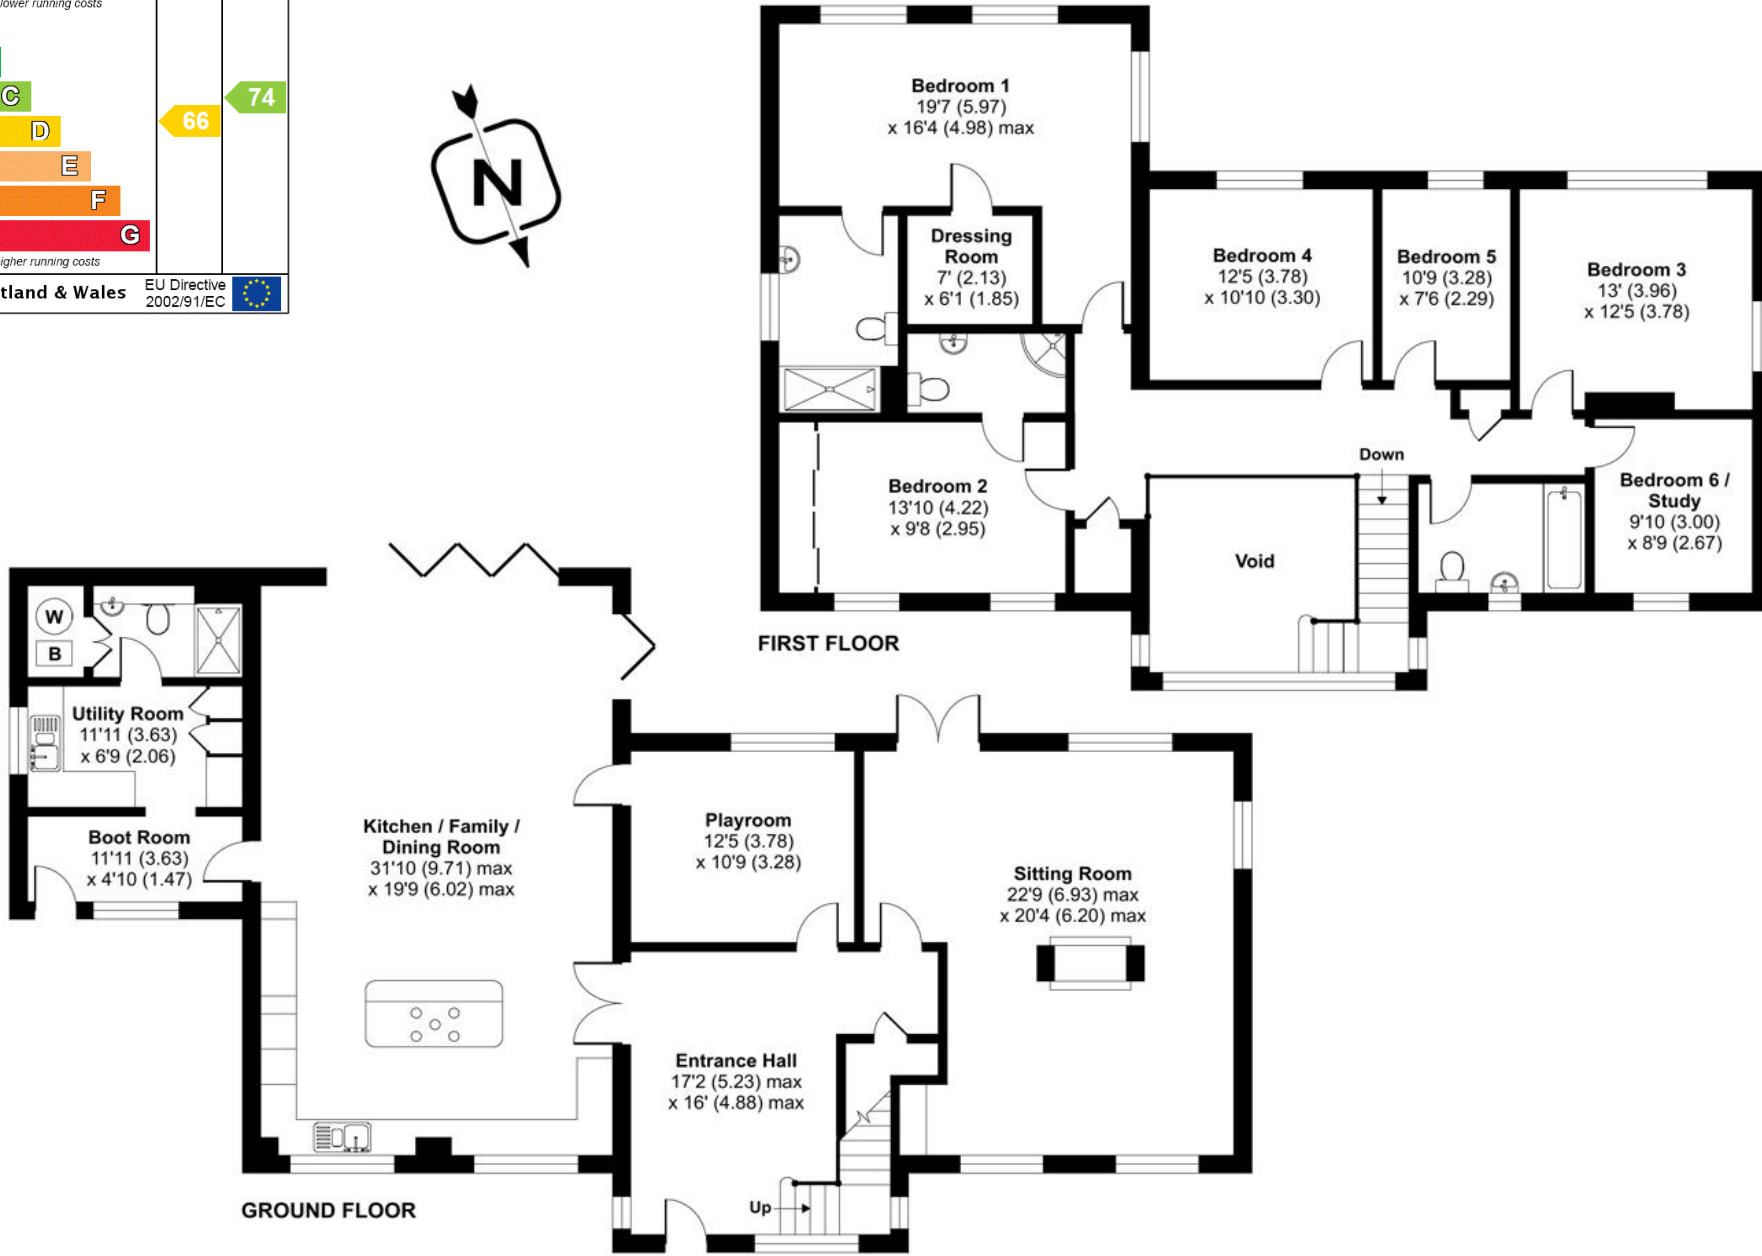 lower running costs
C
D
E
F
G
66
74
igher running costs
tland & Wales
EU Directive
2002/91/EC
N
Bedroom 1
19'7 (5.97)
x 16'4 (4.98) max
Dressing
Room
7' (2.13)
x 6'1 (1.85)
Bedroom 4
12'5 (3.78)
x 10'10 (3.30)
Bedroom 5
10'9 (3.28)
x 7'6 (2.29)
Bedroom 3
13' (3.96)
x 12'5 (3.78)
Bedroom 2
13'10 (4.22)
x 9'8 (2.95)
Down
Void
Bedroom 6 /
Study
9'10 (3.00)
x 8'9 (2.67)
FIRST FLOOR
W
B
Utility Room
11'11 (3.63)
x 6'9 (2.06)
Boot Room
11'11 (3.63)
x 4'10 (1.47)
Kitchen / Family /
Dining Room
31'10 (9.71) max
x 19'9 (6.02) max
Playroom
12'5 (3.78)
x 10'9 (3.28)
Sitting Room
22'9 (6.93) max
x 20'4 (6.20) max
Entrance Hall
17'2 (5.23) max
x 16' (4.88) max
Up
GROUND FLOOR